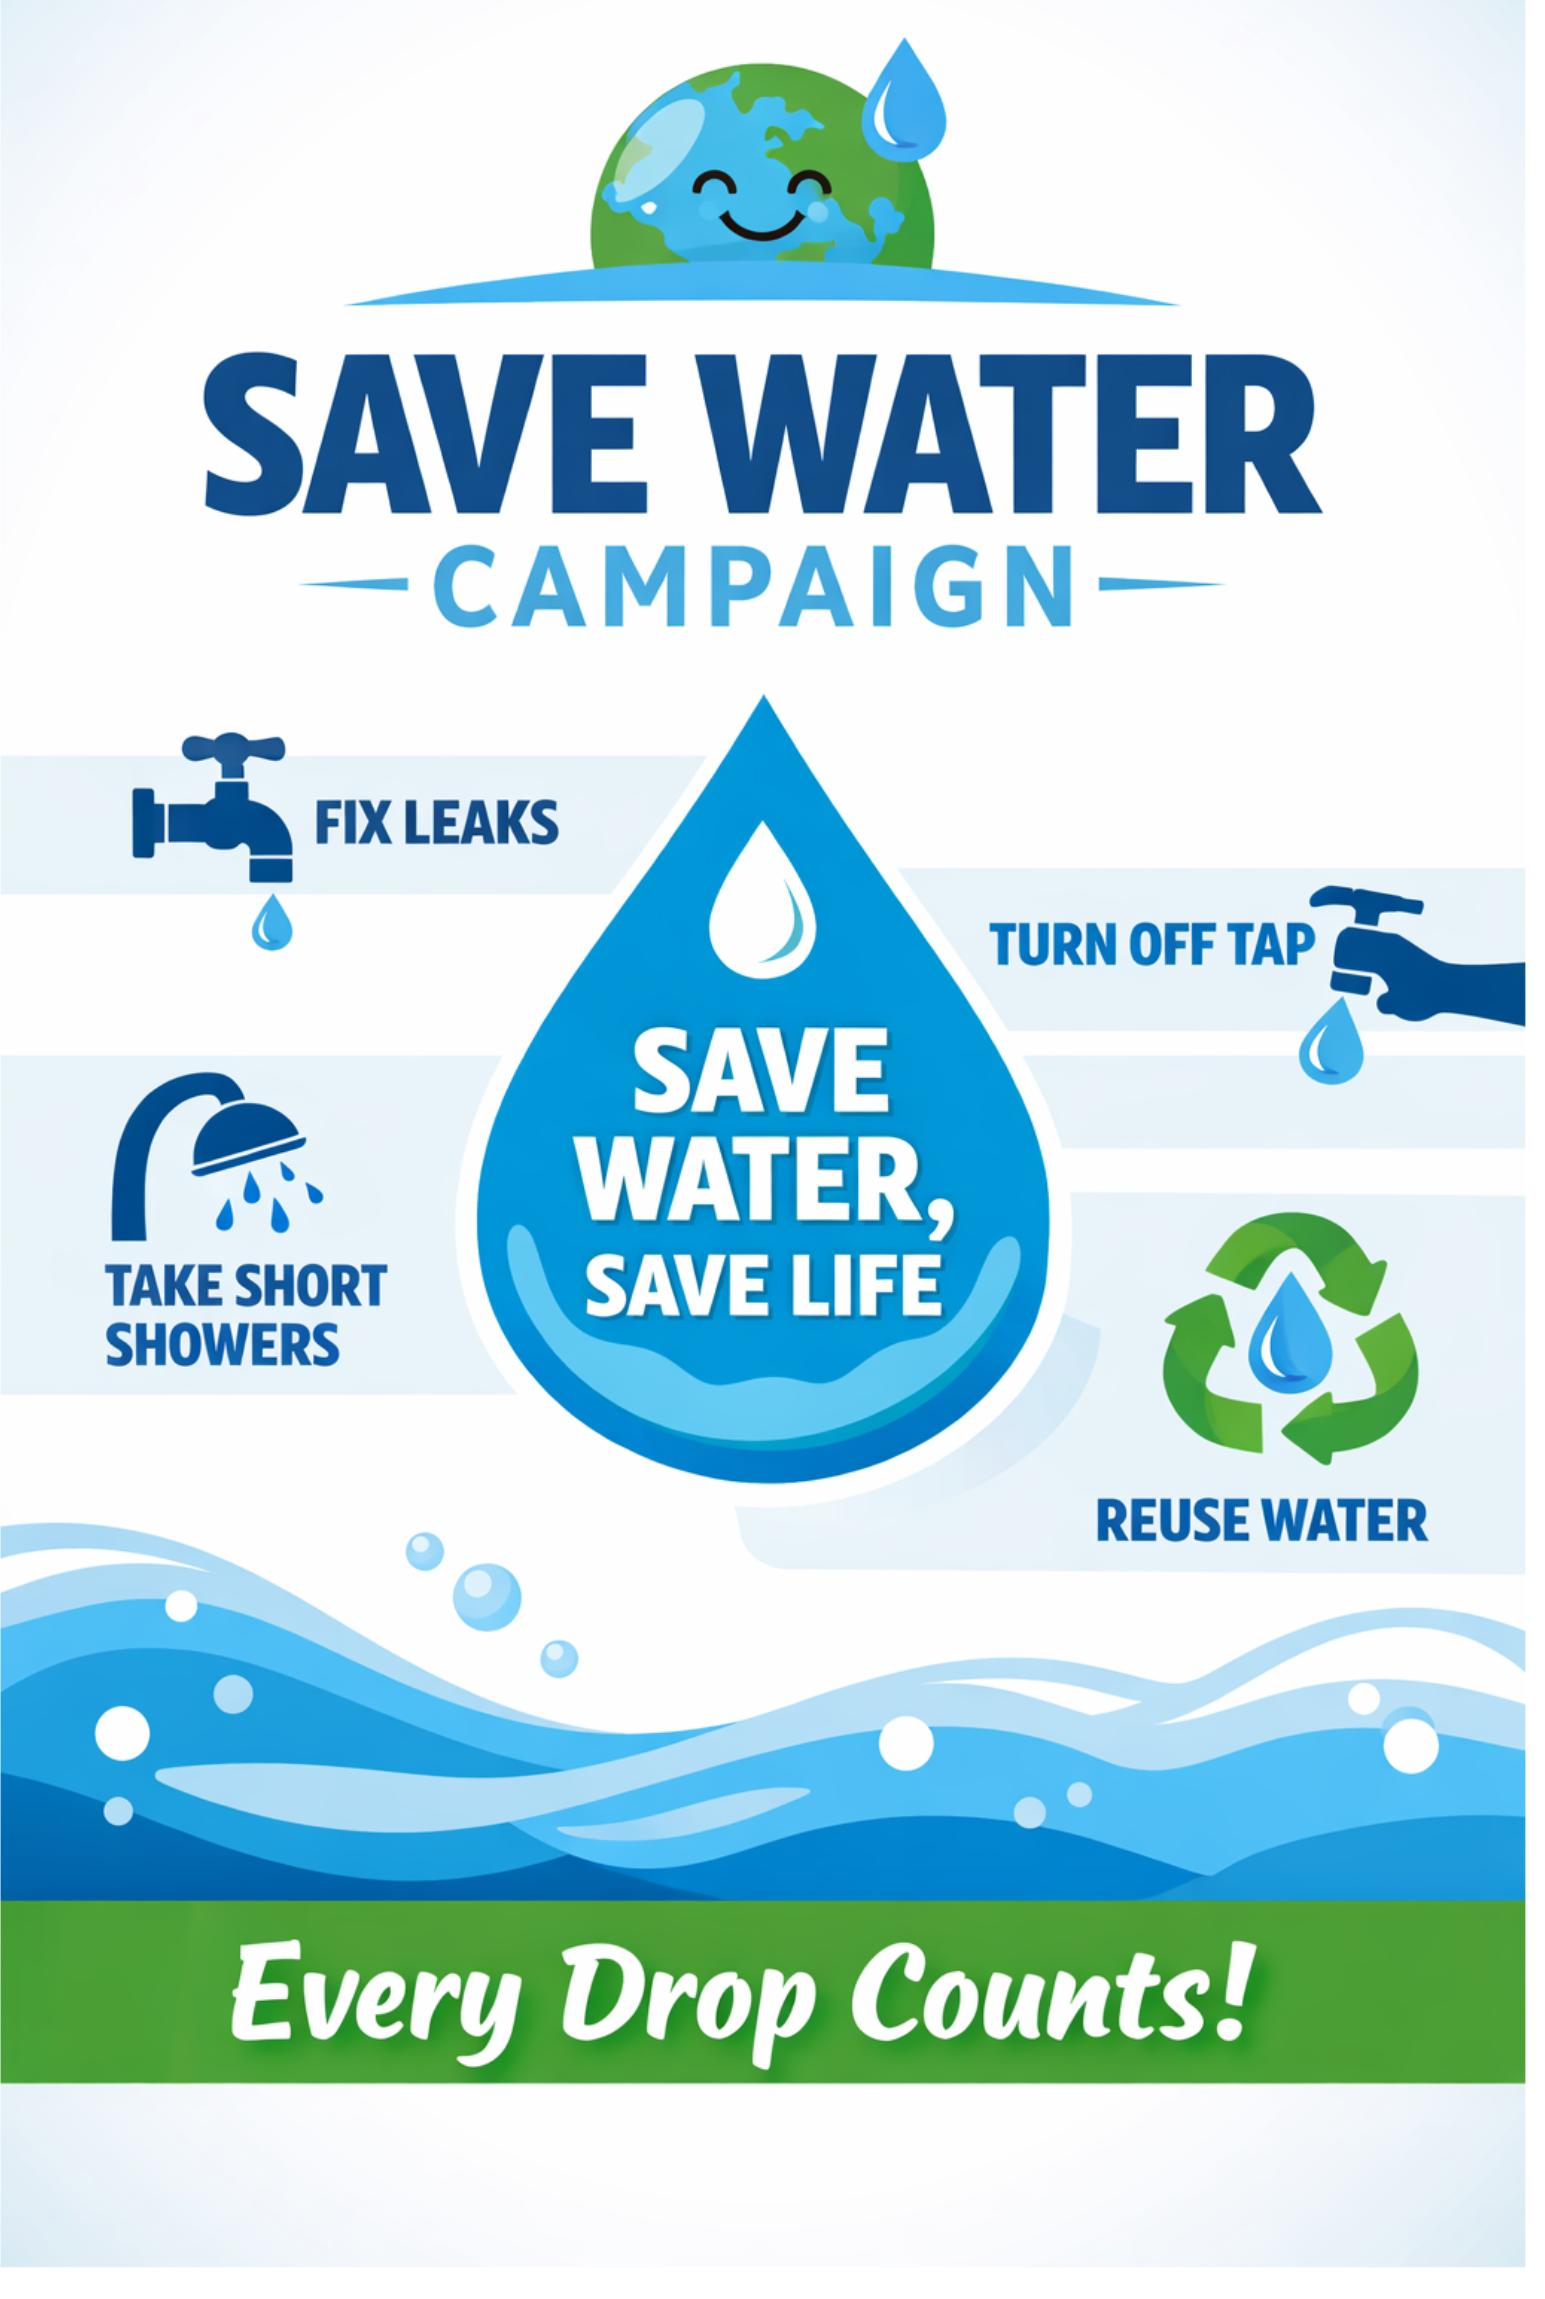 SAVE WATER
CAMPAIGN
FIX LEAKS
TURN OFF TAP
SAVE
WATER,
SAVE LIFE
TAKE SHORT
SHOWERS
REUSE WATER
Every Drop Counts!